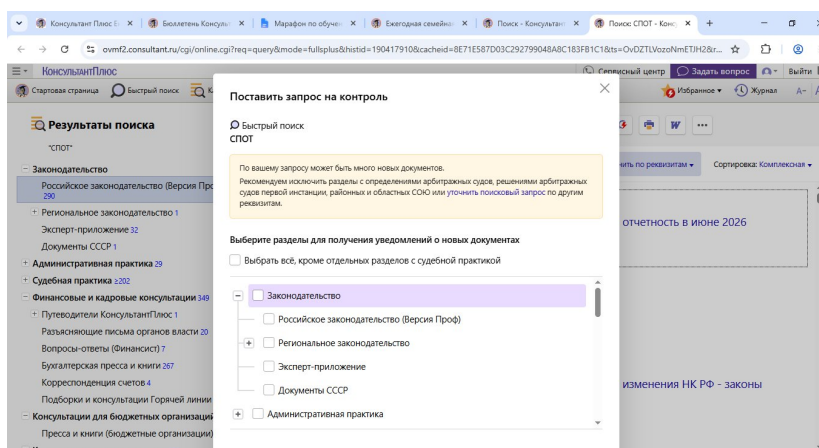 Консультант Плюс Е
Бюллетень Консул
Марафон по обучен
Ежегодная семейна
Поиск - Консультан
Поиск: СПОТ - Конс
ovmf2.consultant.ru/cgi/online.cgi?req=query&mode=fullsplus&histid=190417910&cacheid=8E71E587D03C292799048A8C183FB1C1&ts=OvDZTLVozoNmETJH2&r...
КонсультантПлюс
Сервисный центр
Задать вопрос
Выйти
Стартовая страница
Быстрый поиск
Избранное
Журнал
А-
Результаты поиска
"СПОТ"
Законодательство
Российское законодательство (Версия Про
290
Региональное законодательство 1
Эксперт-приложение 32
Документы СССР 1
Административная практика 29
Судебная практика ≥202
Финансовые и кадровые консультации 349
Путеводители КонсультантПлюс 1
Разъясняющие письма органов власти 20
Вопросы-ответы (Финансист) 7
Бухгалтерская пресса и книги 267
Корреспонденция счетов 4
Подборки и консультации Горячей линии
Консультации для бюджетных организаций
Пресса и книги (бюджетные организации)
Поставить запрос на контроль
Быстрый поиск
СПОТ
По вашему запросу может быть много новых документов.
Рекомендуем исключить разделы с определениями арбитражных судов, решениями арбитражных
судов первой инстанции, районных и областных СОЮ или уточнить поисковый запрос по другим
реквизитам.
Выберите разделы для получения уведомлений о новых документах
Выбрать всё, кроме отдельных разделов с судебной практикой
Законодательство
Российское законодательство (Версия Проф)
Региональное законодательство
Эксперт-приложение
Документы СССР
Административная практика
нить по реквизитам
Сортировка: Комплексная
отчетность в июне 2026
изменения НК РФ - законы